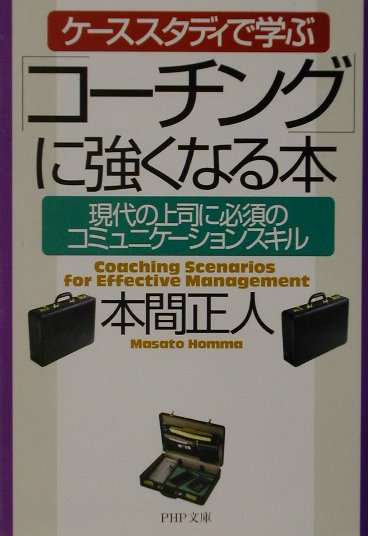 ケーススタディで学ぶ
「コーチング」
に強くなる本
現代の上司に必須の
コミュニケーションスキル
Coaching Scenarios
for Effective Management
本間正人
Masato Homma
PHP文庫